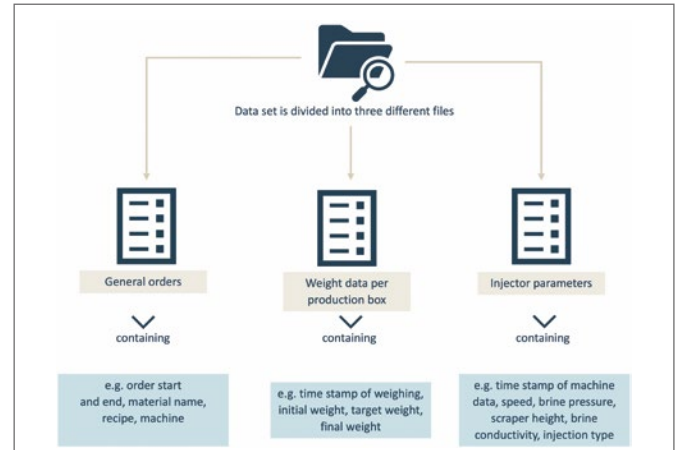 Data set is divided into three different files
General orders
Weight data per
production box
Injector parameters
containing
containing
containing
e.g. order start
and end, material name,
recipe, machine
e.g. time stamp of weighing,
initial weight, target weight,
final weight
e.g. time stamp of machine
data, speed, brine pressure,
scraper height, brine
conductivity, injection type